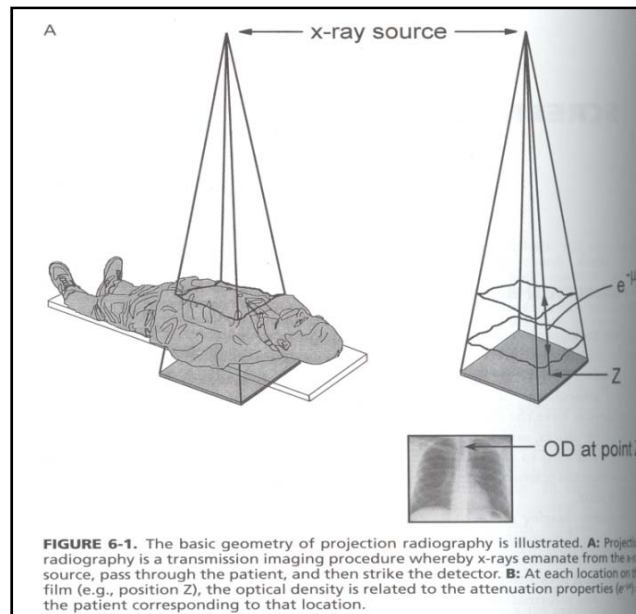 A
x-ray source
e-μ
Z
OD at point
FIGURE 6-1. The basic geometry of projection radiography is illustrated. A:
radiography is a transmission imaging procedure whereby x-rays emanate from the
source, pass through the patient, and then strike the detector. B: At each location on
film (e.g., position Z), the optical density is related to the attenuation properties
the patient corresponding to that location.